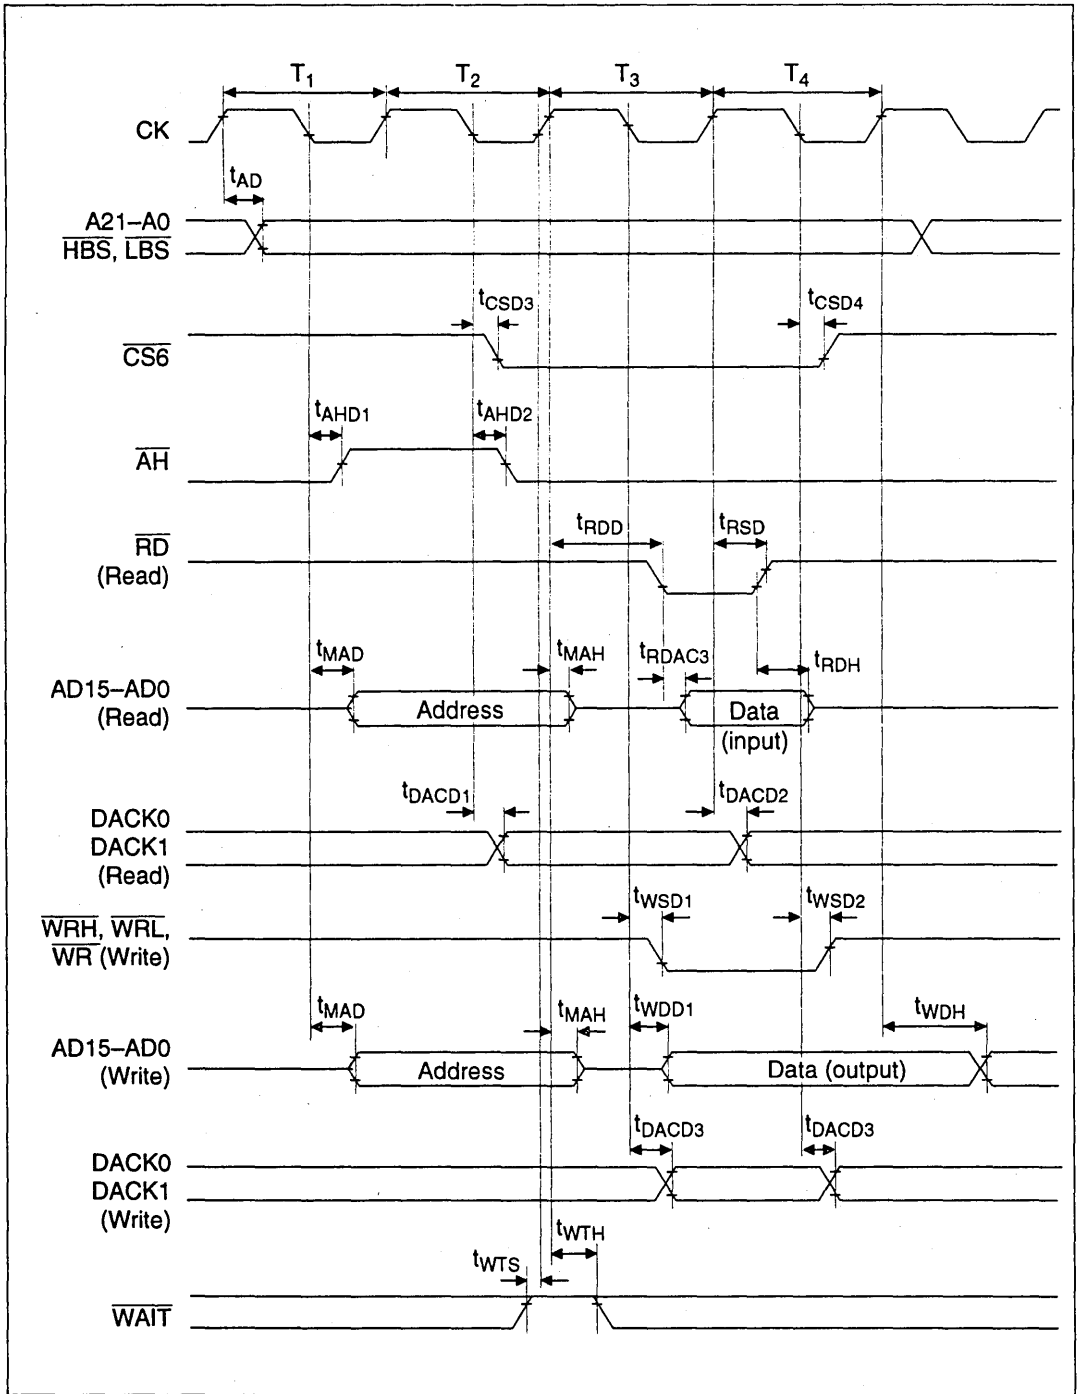 T1 T2 T3 T4
CK
tAD
A21–A0
HBS, LBS
tCSD3 tCSD4
CS6
tAHD1 tAHD2
AH
tRDD tRSD
RD
(Read)
tMAD tMAH tRDAC3 tRDH
AD15–AD0
(Read)
Address
Data
(input)
tDACD1 tDACD2
DACK0
DACK1
(Read)
tWSD1 tWSD2
WRH, WRL,
WR (Write)
tMAD tMAH tWDD1 tWDH
AD15–AD0
(Write)
Address
Data (output)
tDACD3 tDACD3
DACK0
DACK1
(Write)
tWTH
tWTS
WAIT